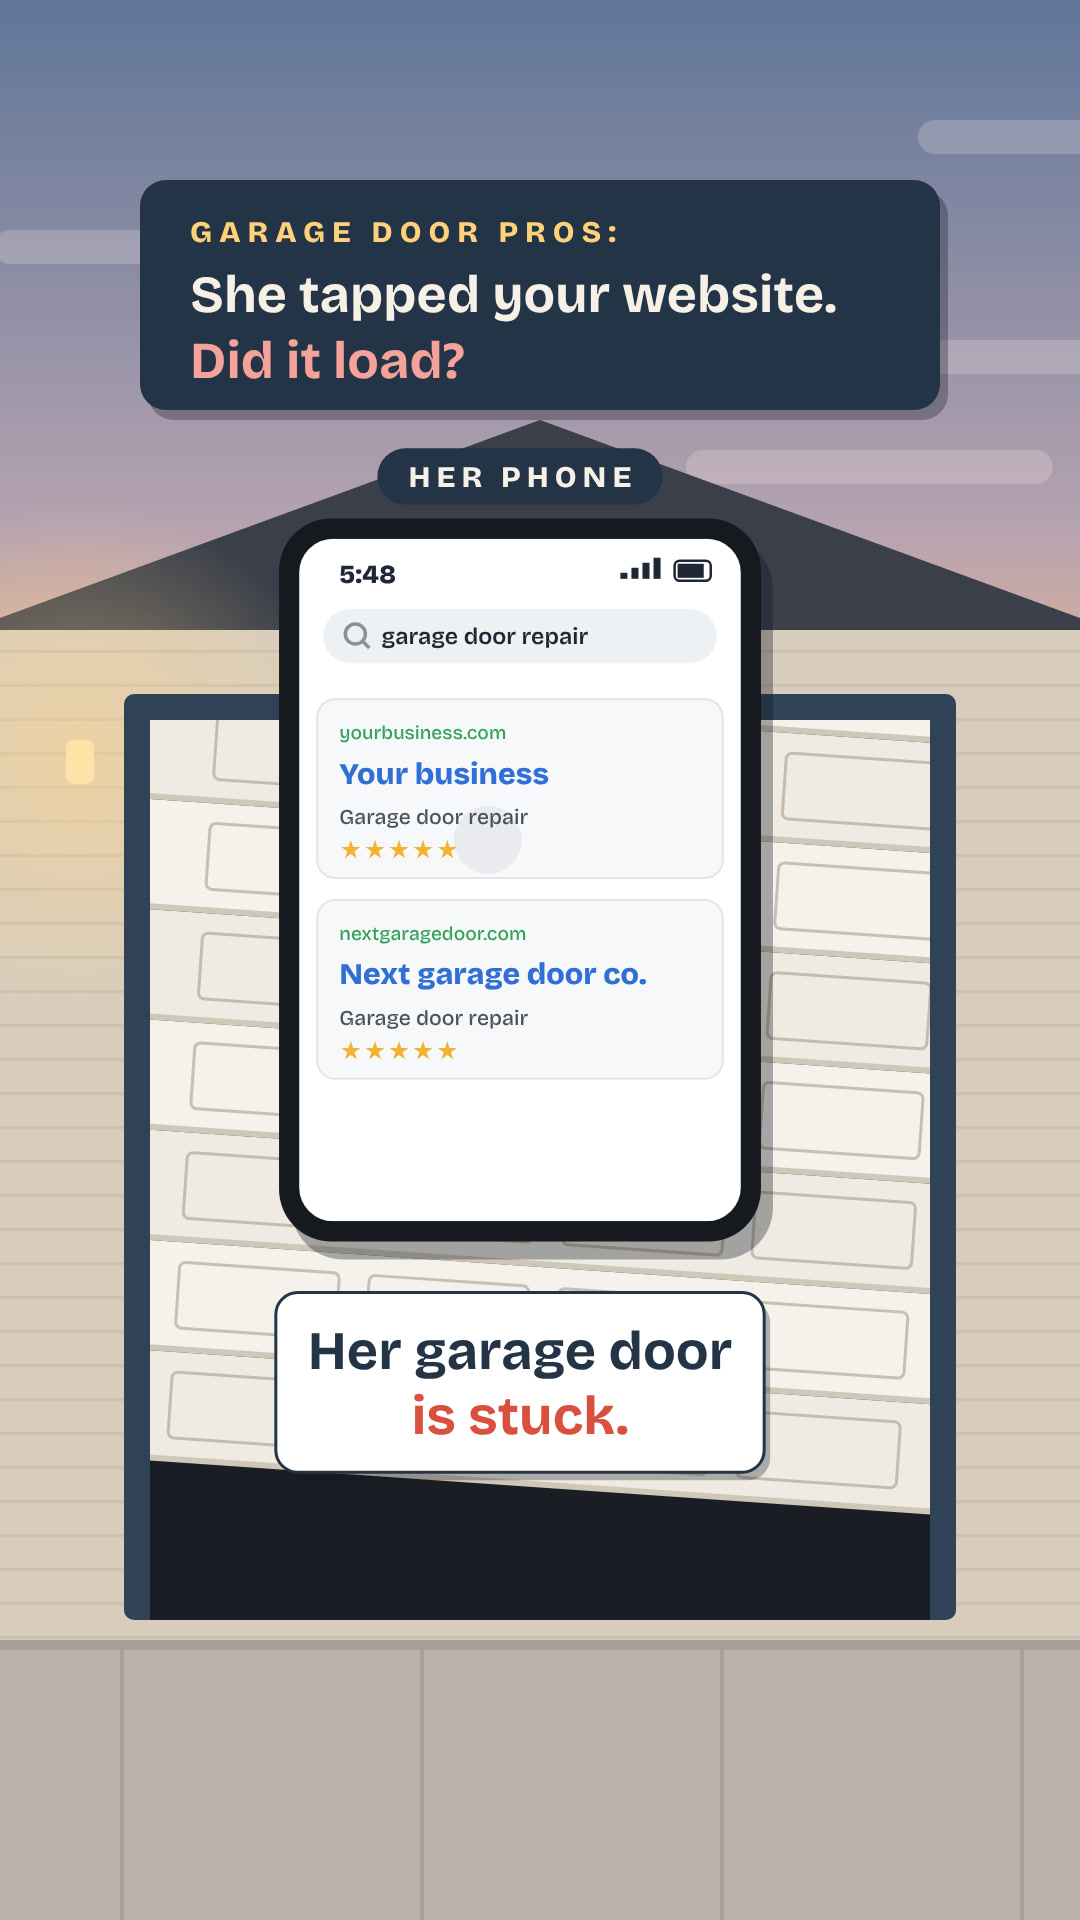 GARAGE DOOR PROS:
She tapped your website.
Did it load?
HER PHONE
5:48
garage door repair
yourbusiness.com
Your business
Garage door repair
★★★★★
nextgaragedoor.com
Next garage door co.
Garage door repair
★★★★★
Her garage door
is stuck.